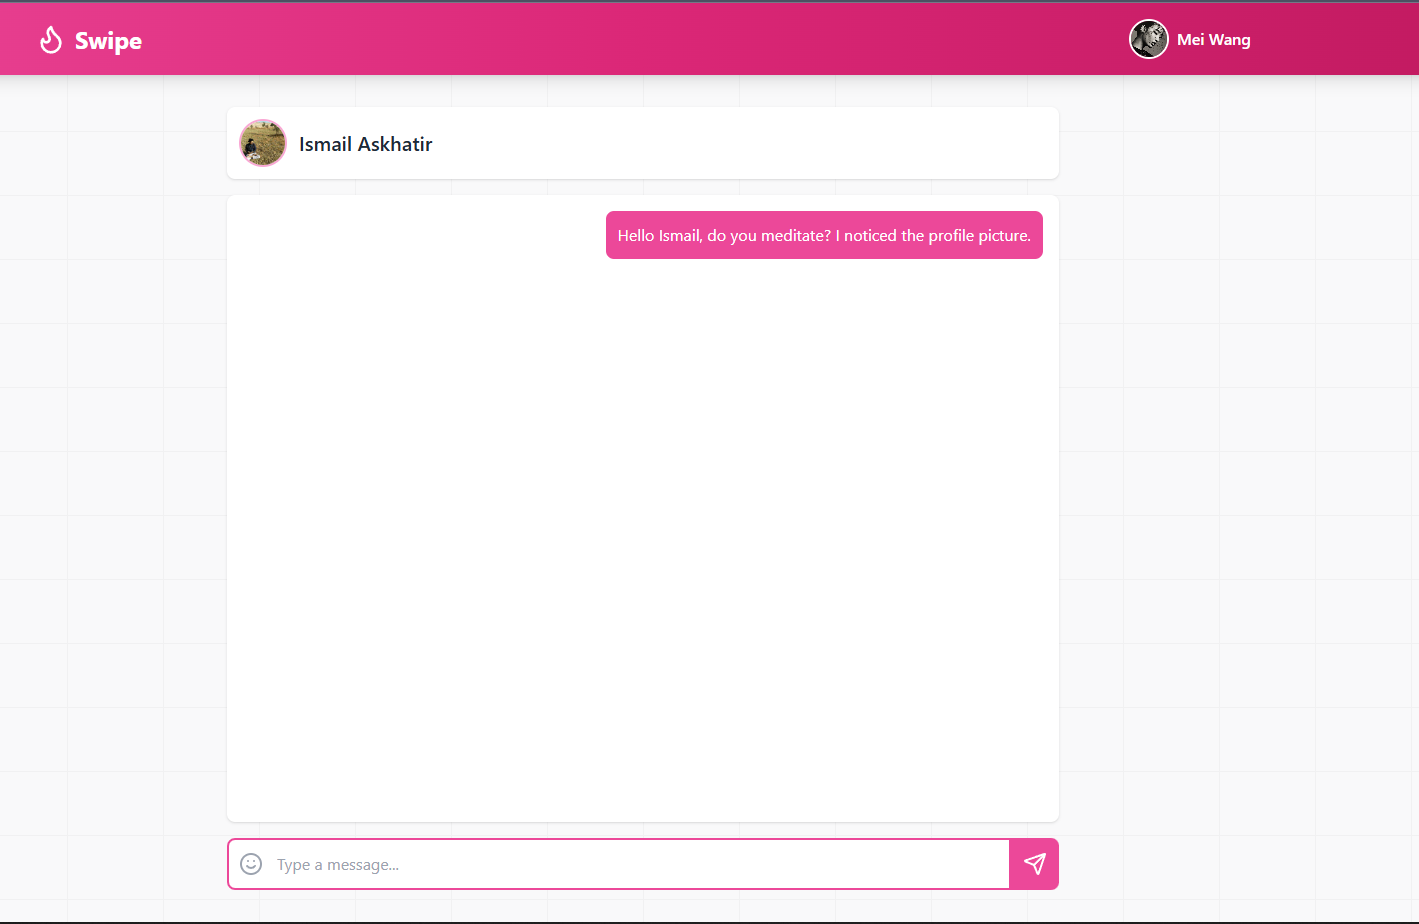 Swipe
Mei Wang
Ismail Askhatir
Hello Ismail, do you meditate? I noticed the profile picture.
Type a message...